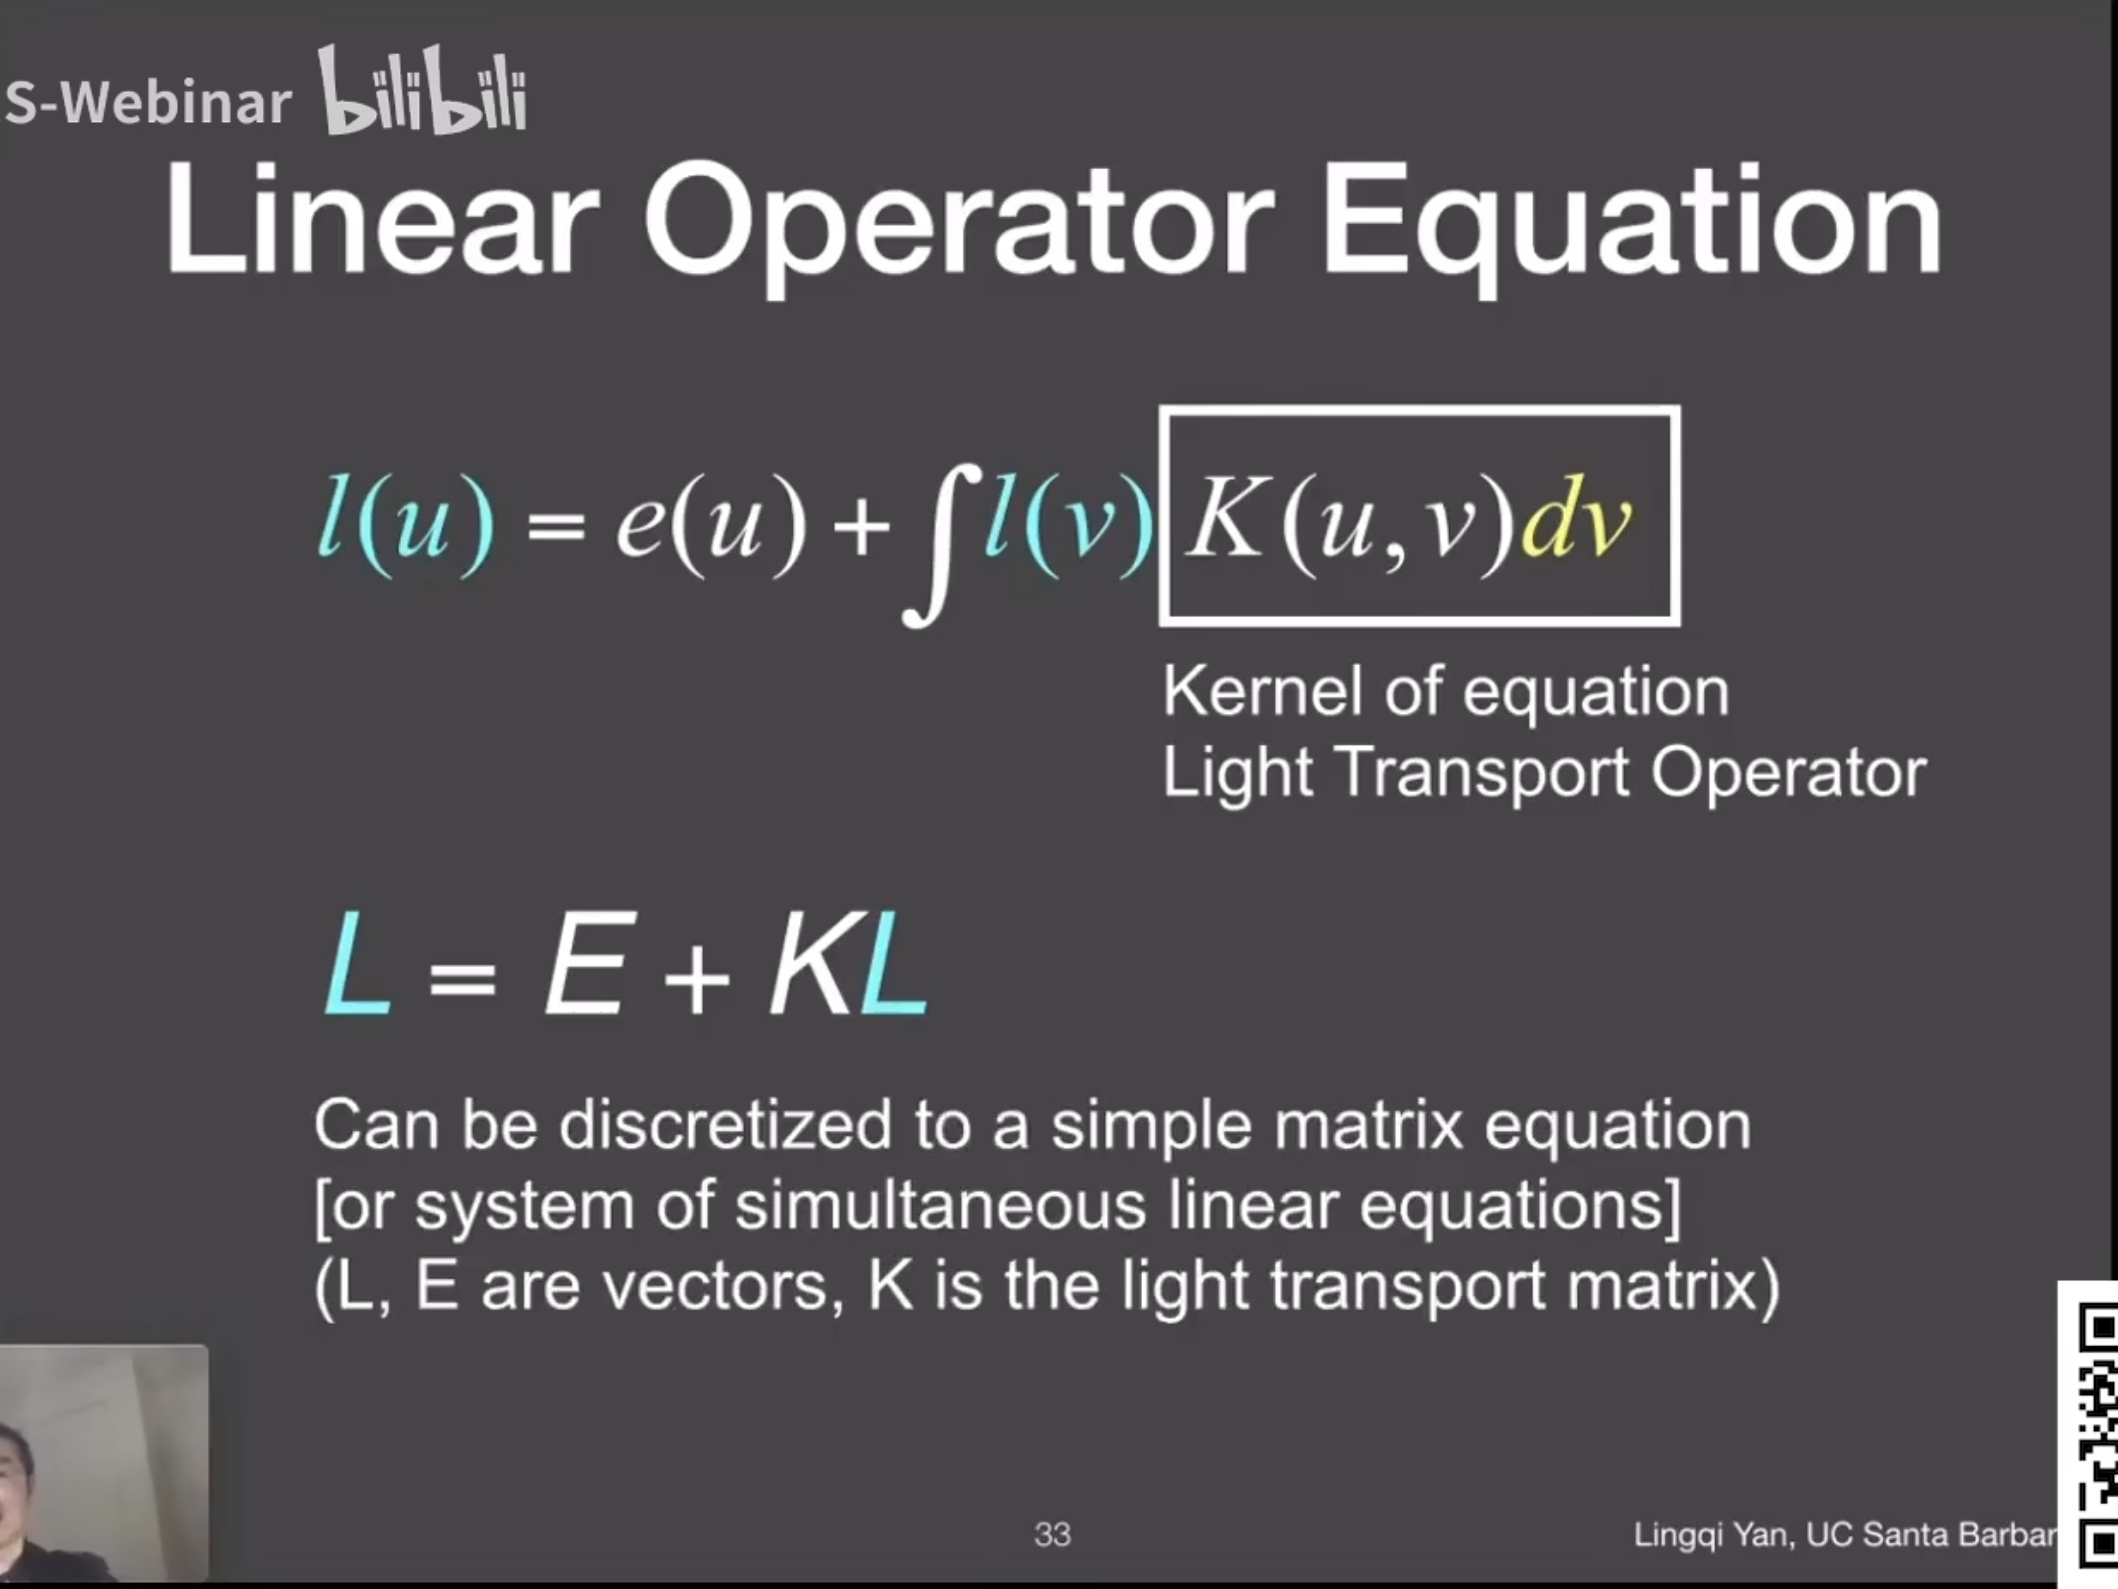 S-Webinar bilibili
Linear Operator Equation
l(u) = e(u) + ∫ l(v) K(u, v)dv
Kernel of equation
Light Transport Operator
L = E + KL
Can be discretized to a simple matrix equation
[or system of simultaneous linear equations]
(L, E are vectors, K is the light transport matrix)
33
Lingqi Yan, UC Santa Barbar